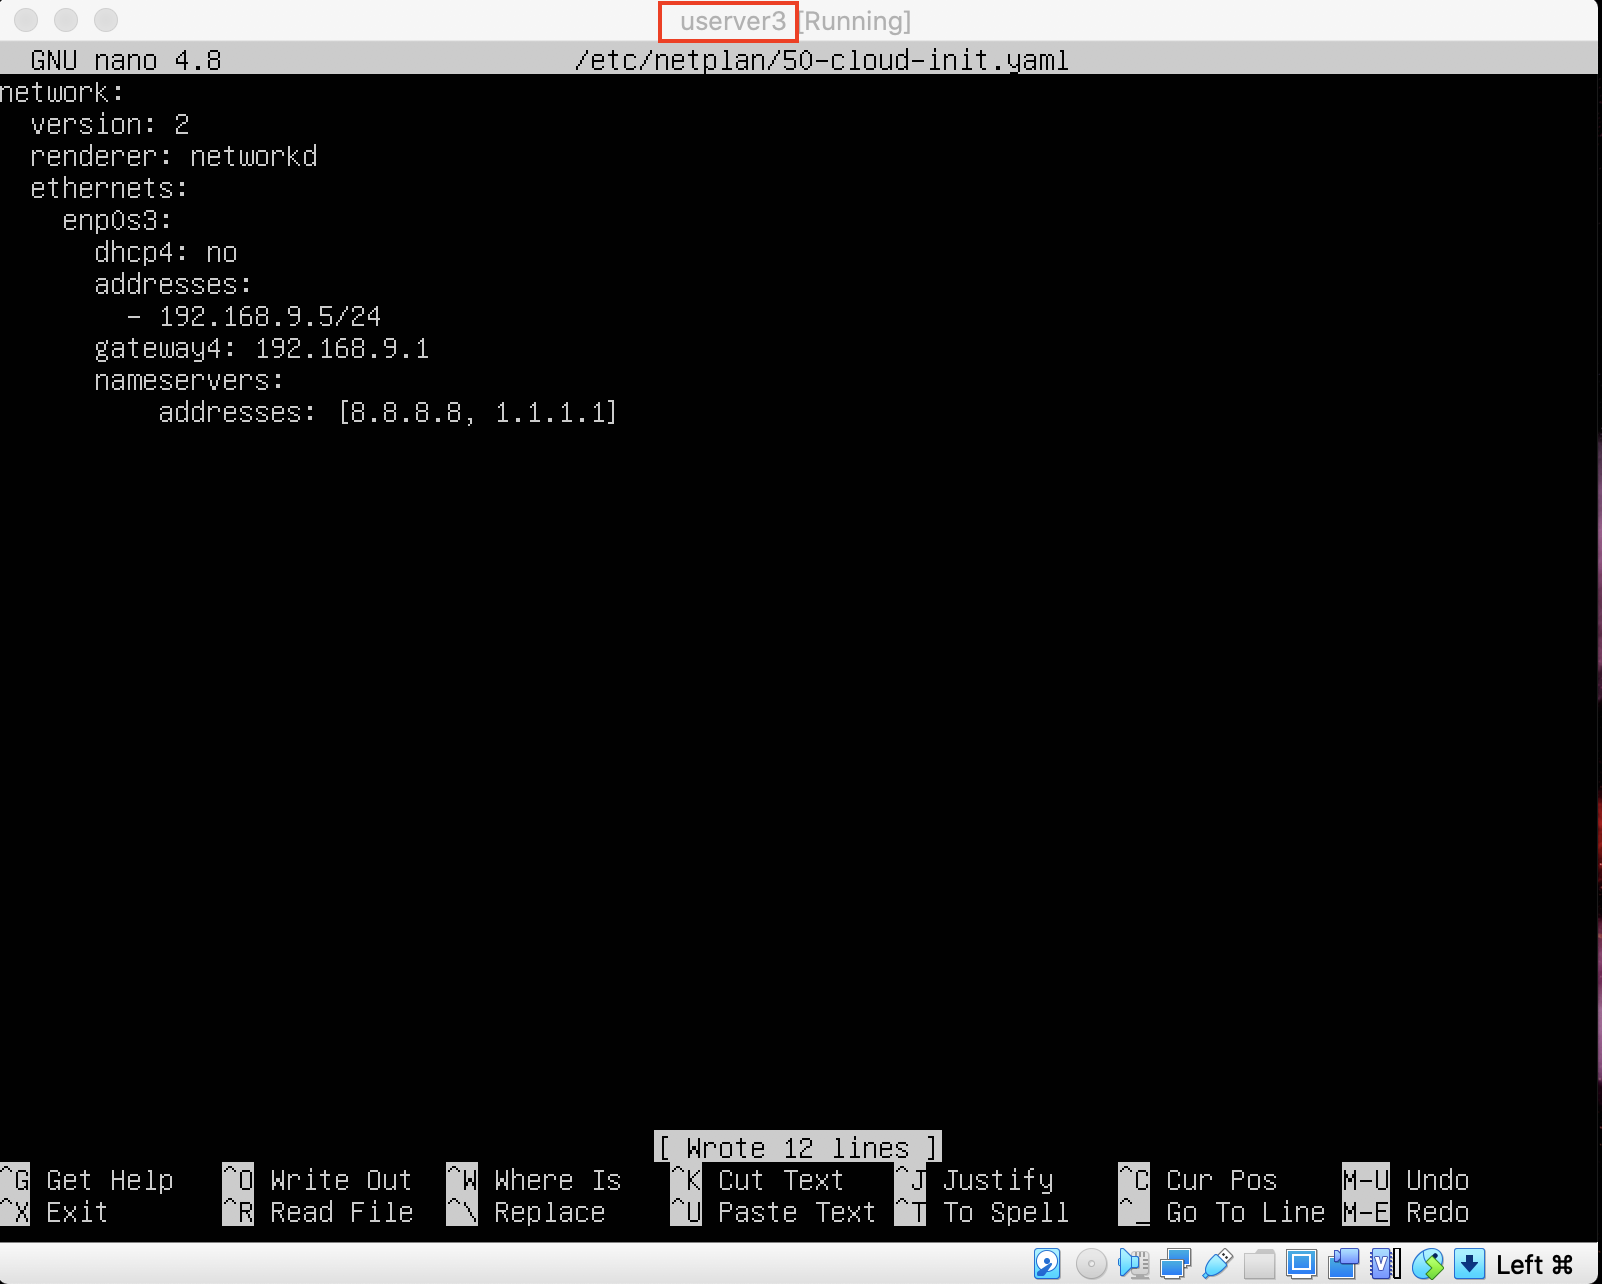 userver3 [Running]
GNU nano 4.8 /etc/netplan/50-cloud-init.yaml
network:
  version: 2
  renderer: networkd
  ethernets:
    enp0s3:
      dhcp4: no
      addresses:
        - 192.168.9.5/24
      gateway4: 192.168.9.1
      nameservers:
          addresses: [8.8.8.8, 1.1.1.1]
[ Wrote 12 lines ]
^G Get Help ^O Write Out ^W Where Is ^K Cut Text ^J Justify ^C Cur Pos M-U Undo
^X Exit ^R Read File ^\ Replace ^U Paste Text ^T To Spell ^_ Go To Line M-E Redo
Left ⌘